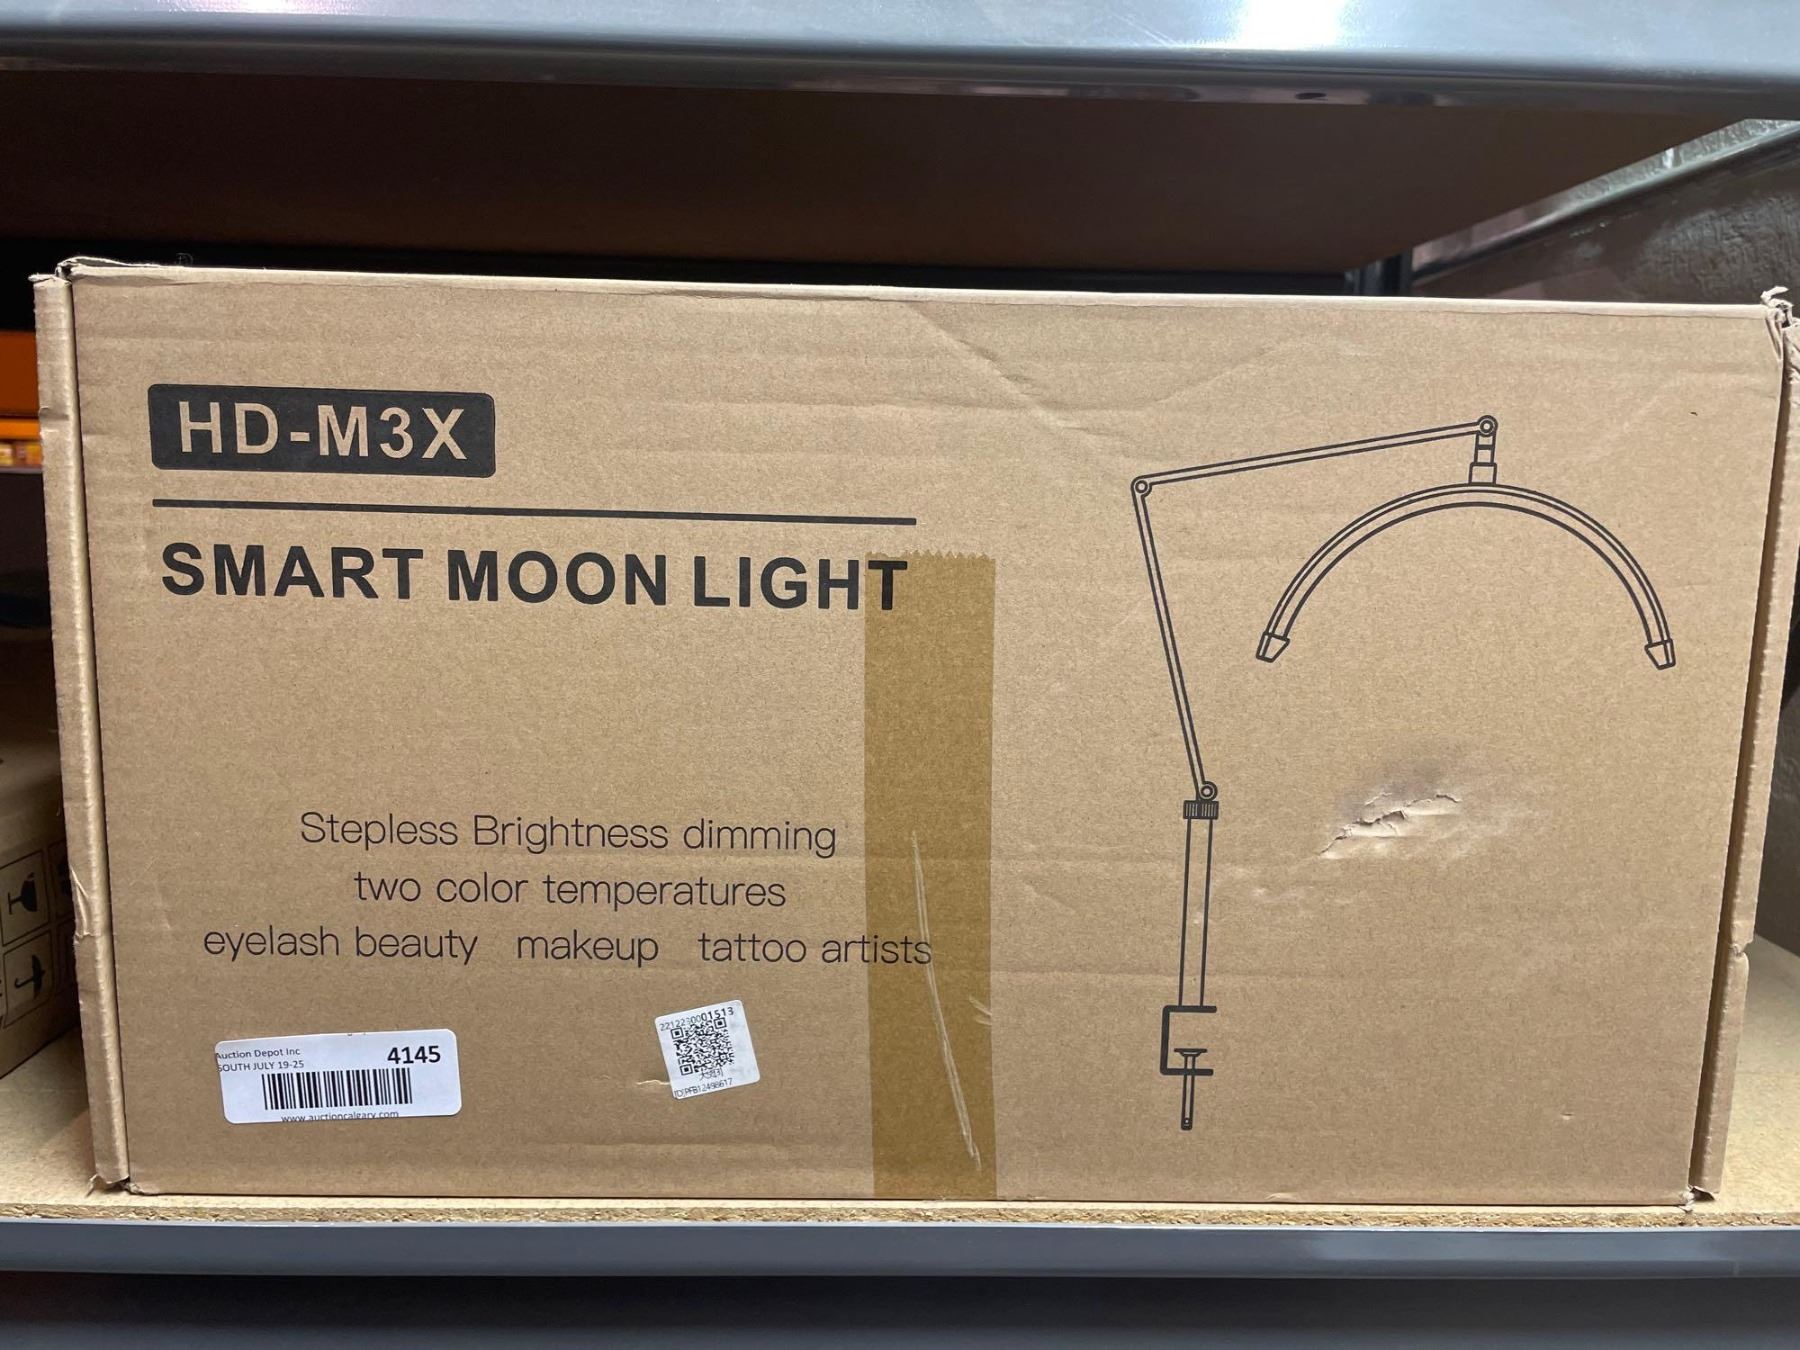 HD-M3X
SMART MOON LIGHT
Stepless Brightness dimming
two color temperatures
eyelash beauty makeup tattoo artists
Auction Depot Inc
SOUTH JULY 19-25
4145
www.auctioncalgary.com
2212230001513